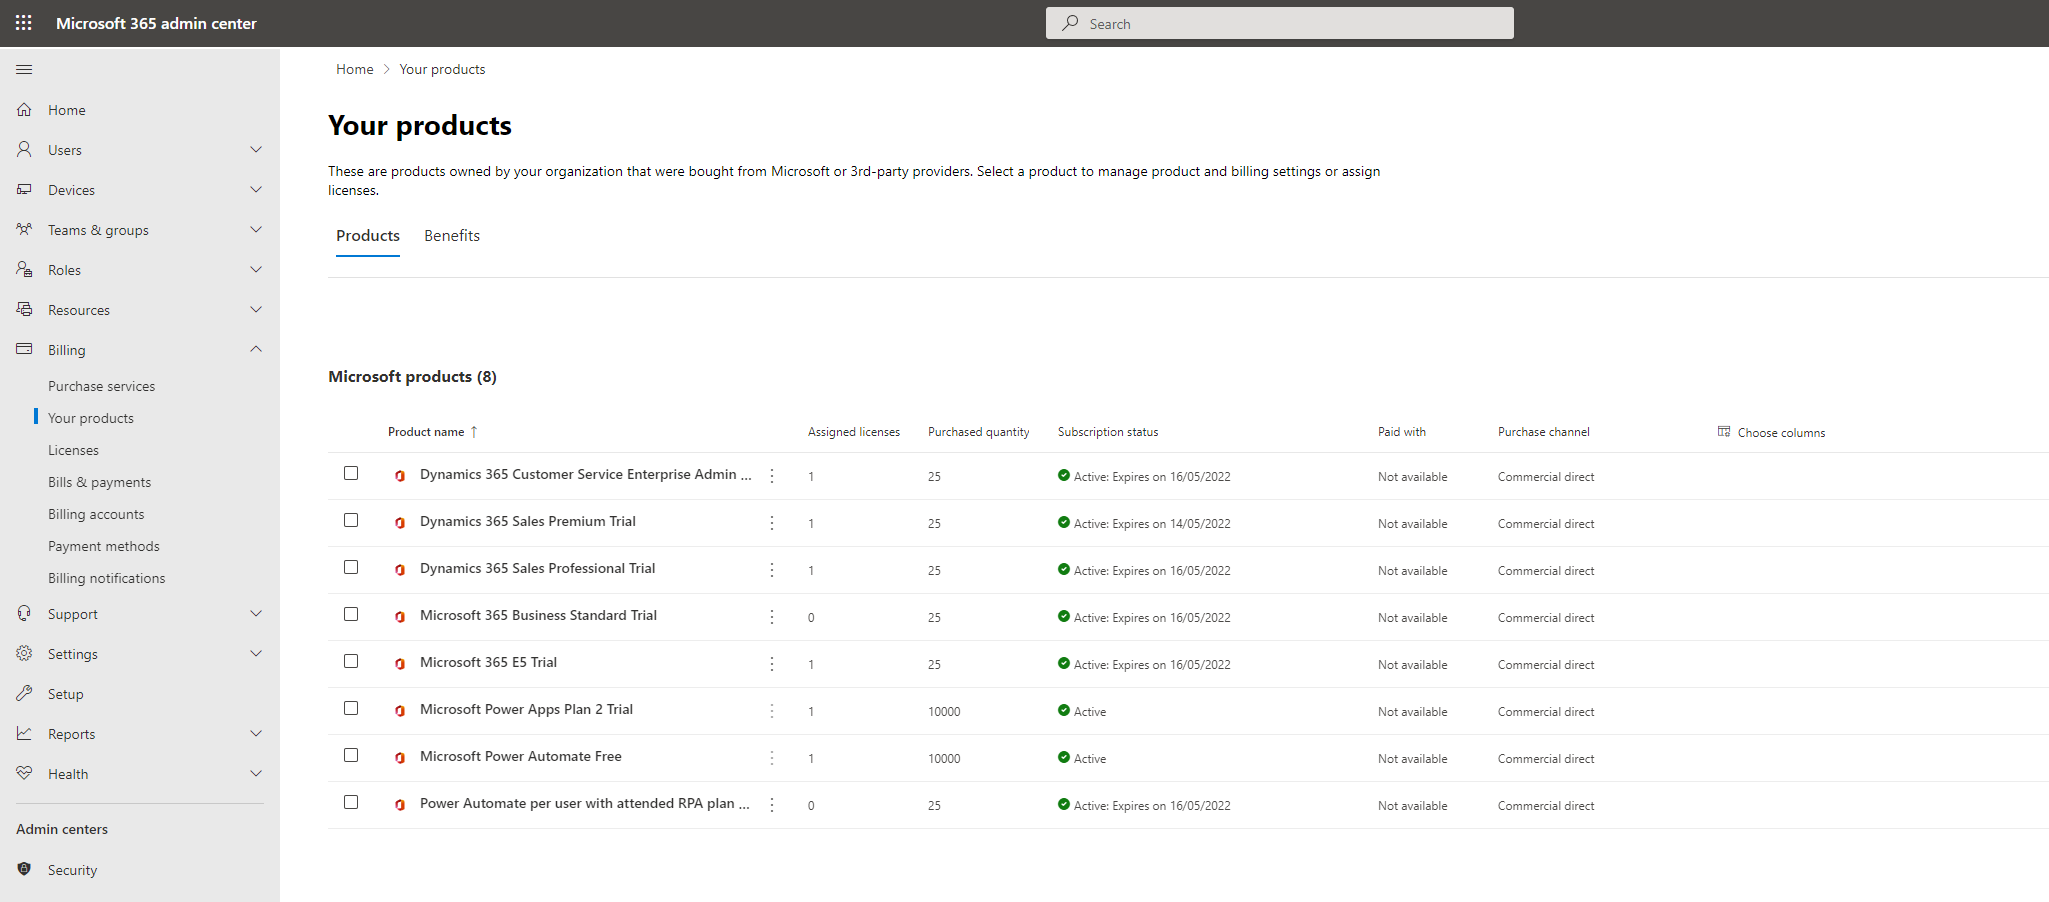 Microsoft 365 admin center
Search
Home
Users
Devices
Teams & groups
Roles
Resources
Billing
Purchase services
Your products
Licenses
Bills & payments
Billing accounts
Payment methods
Billing notifications
Support
Settings
Setup
Reports
Health
Admin centers
Security
Home > Your products
Your products
These are products owned by your organization that were bought from Microsoft or 3rd-party providers. Select a product to manage product and billing settings or assign
licenses.
Products Benefits
Microsoft products (8)
Product name ↑ Assigned licenses Purchased quantity Subscription status Paid with Purchase channel Choose columns
Dynamics 365 Customer Service Enterprise Admin ... 1 25 Active: Expires on 16/05/2022 Not available Commercial direct
Dynamics 365 Sales Premium Trial 1 25 Active: Expires on 14/05/2022 Not available Commercial direct
Dynamics 365 Sales Professional Trial 1 25 Active: Expires on 16/05/2022 Not available Commercial direct
Microsoft 365 Business Standard Trial 0 25 Active: Expires on 16/05/2022 Not available Commercial direct
Microsoft 365 E5 Trial 1 25 Active: Expires on 16/05/2022 Not available Commercial direct
Microsoft Power Apps Plan 2 Trial 1 10000 Active Not available Commercial direct
Microsoft Power Automate Free 1 10000 Active Not available Commercial direct
Power Automate per user with attended RPA plan ... 0 25 Active: Expires on 16/05/2022 Not available Commercial direct